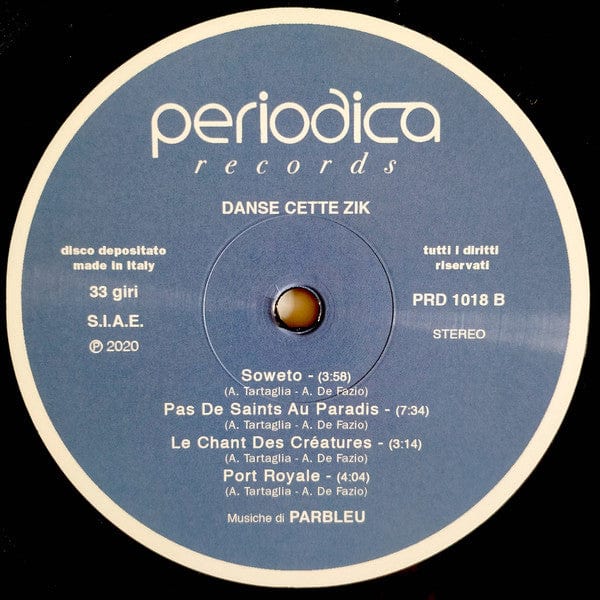 periodica
records
DANSE CETTE ZIK
disco depositato
made in Italy
33 giri
S.I.A.E.
℗ 2020
tutti i diritti
riservati
PRD 1018 B
STEREO
Soweto - (3:58)
(A. Tartaglia - A. De Fazio)
Pas De Saints Au Paradis - (7:34)
(A. Tartaglia - A. De Fazio)
Le Chant Des Créatures - (3:14)
(A. Tartaglia - A. De Fazio)
Port Royale - (4:04)
(A. Tartaglia - A. De Fazio)
Musiche di PARBLEU